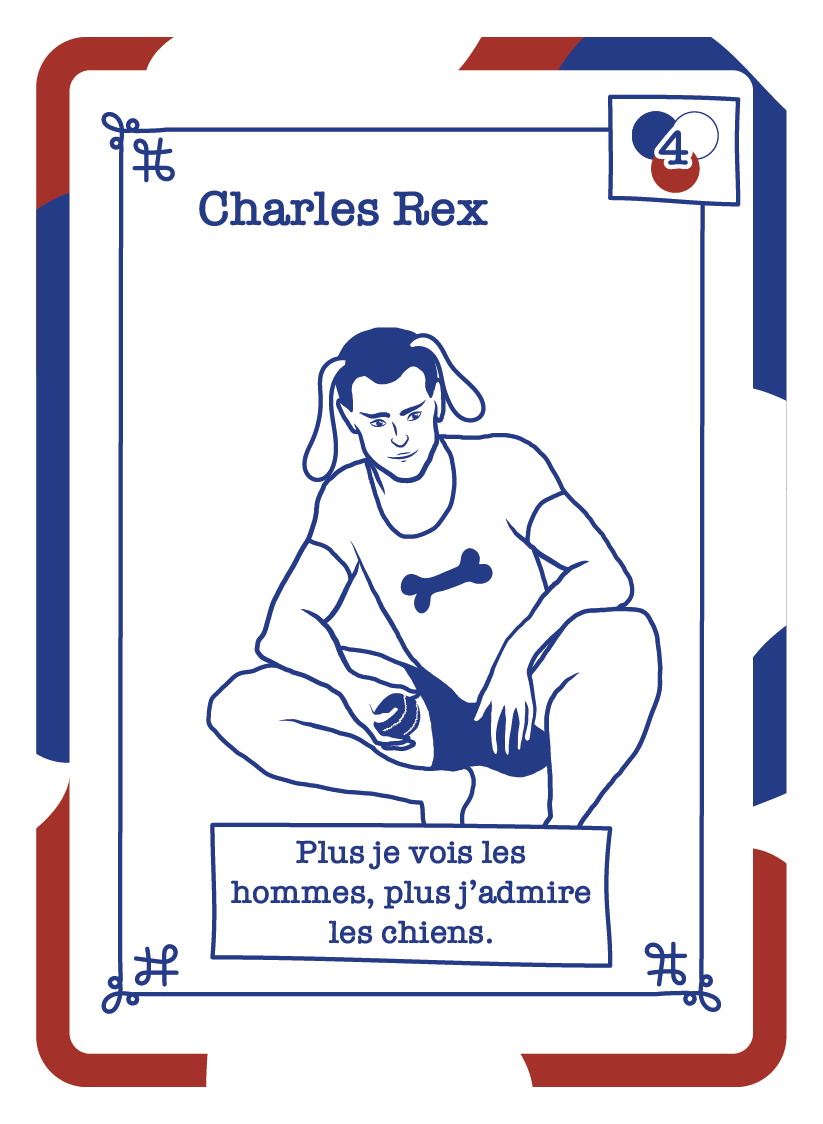 4
Charles Rex
Plus je vois les
hommes, plus j’admire
les chiens.